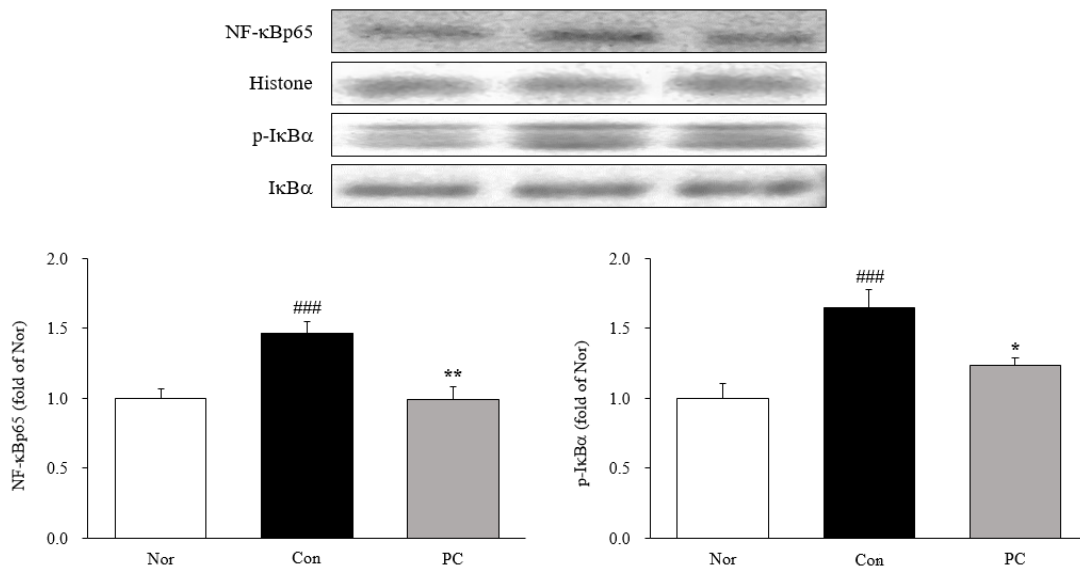 NF-κBp65
Histone
p-IκBα
IκBα
NF-κBp65 (fold of Nor)
2.0
1.5
1.0
0.5
0.0
###
**
Nor Con PC
p-IκBα (fold of Nor)
2.0
1.5
1.0
0.5
0.0
###
*
Nor Con PC